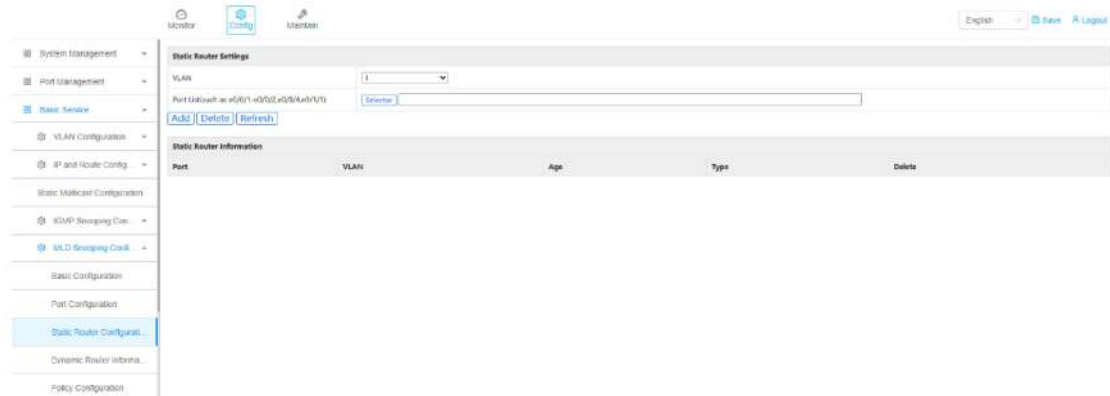 Monitor
Config
Maintain
English
Save
Logout
System Management
Port Management
Basic Service
VLAN Configuration
IP and Route Config...
Static Multicast Configuration
IGMP Snooping Con...
MLD Snooping Confi...
Basic Configuration
Port Configuration
Static Router Configurati...
Dynamic Router Informa...
Policy Configuration
Static Router Settings
VLAN
1
Port List(such as e0/0/1-e0/0/2,e0/0/4,e0/1/1)
Selector
Add Delete Refresh
Static Router Information
Port VLAN Age Type Delete